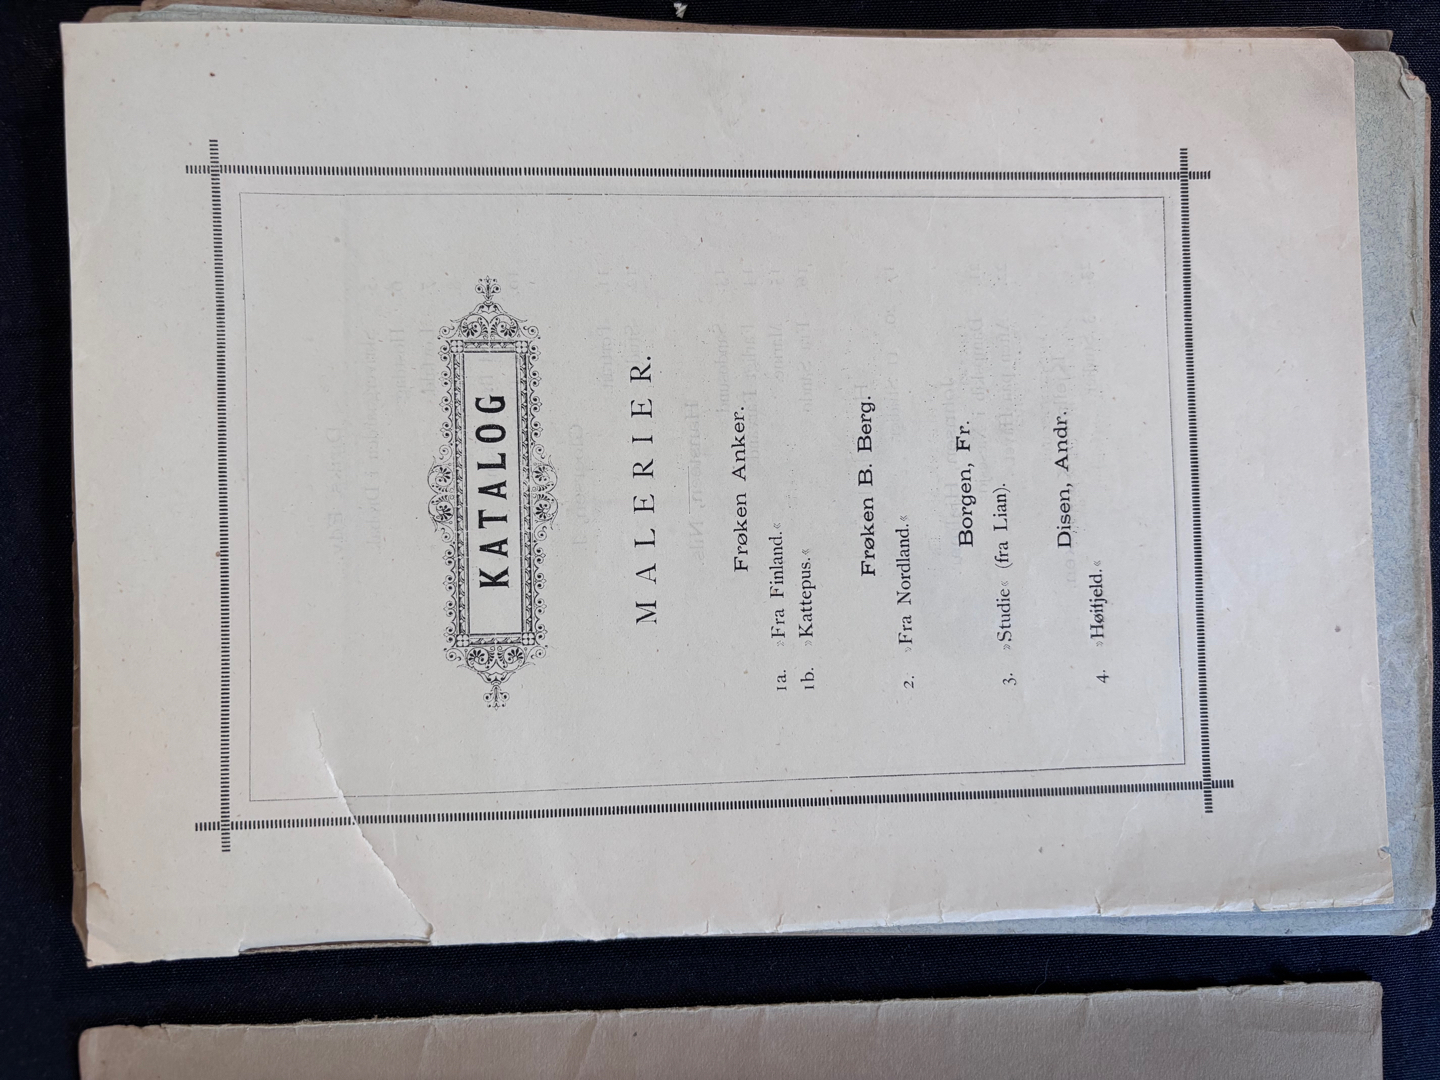 KATALOG
MALERIER.
Frøken Anker.
1a. »Fra Finland.«
1b. »Kattepus.«
Frøken B. Berg.
2. »Fra Nordland.«
Borgen, Fr.
3. »Studie« (fra Lian).
Disen, Andr.
4. »Høifjeld.«